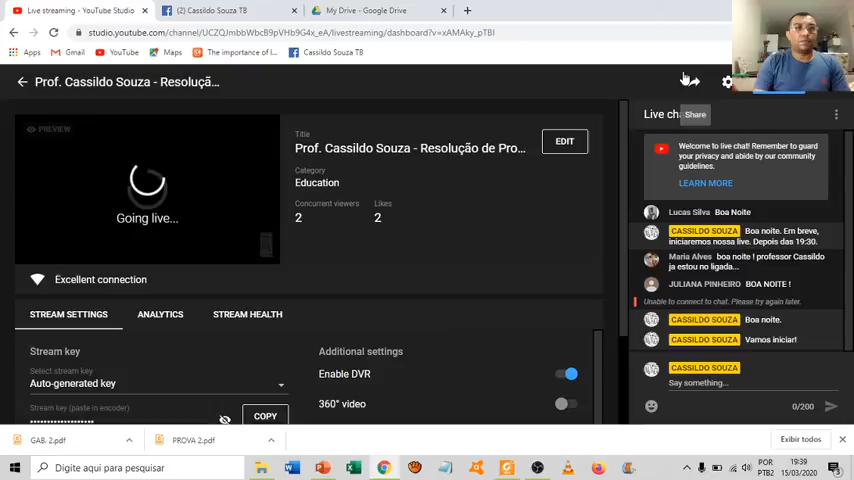 Live streaming - YouTube Studio
(2) Cassildo Souza TB
My Drive - Google Drive
studio.youtube.com/channel/UCZQJmbbWbcB9pVHb9G4x_eA/livestreaming/dashboard?v=xAMAky_pTBI
Apps
Gmail
YouTube
Maps
The importance of l...
Cassildo Souza TB
Prof. Cassildo Souza - Resoluçã...
Share
PREVIEW
Going live...
Title
Prof. Cassildo Souza - Resolução de Pro...
EDIT
Category
Education
Concurrent viewers
Likes
2
2
Excellent connection
STREAM SETTINGS
ANALYTICS
STREAM HEALTH
Stream key
Select stream key
Auto-generated key
Stream key (paste in encoder)
COPY
Additional settings
Enable DVR
360° video
Live cha
Welcome to live chat! Remember to guard
your privacy and abide by our community
guidelines.
LEARN MORE
Lucas Silva Boa Noite
CASSILDO SOUZA Boa noite. Em breve,
iniciaremos nossa live. Depois das 19:30.
Maria Alves boa noite ! professor Cassildo
ja estou no ligada...
JULIANA PINHEIRO BOA NOITE !
Unable to connect to chat. Please try again later.
CASSILDO SOUZA Boa noite.
CASSILDO SOUZA Vamos iniciar!
CASSILDO SOUZA
Say something...
0/200
GAB. 2.pdf
PROVA 2.pdf
Exibir todos
Digite aqui para pesquisar
POR
PTB2
19:39
15/03/2020
3